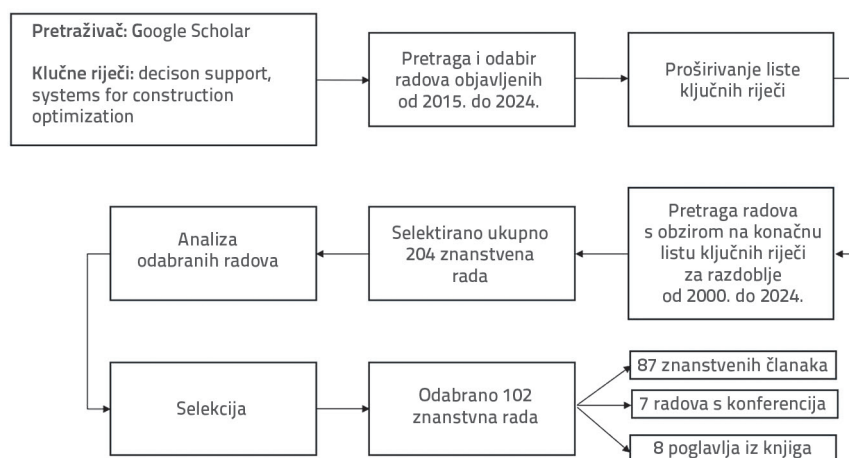 Pretraživač: Google Scholar
Ključne riječi: decison support,
systems for construction
optimization
Pretraga i odabir
radova objavljenih
od 2015. do 2024.
Proširivanje liste
ključnih riječi
Pretraga radova
s obzirom na konačnu
listu ključnih riječi
za razdoblje
od 2000. do 2024.
Selektirano ukupno
204 znanstvena
rada
Analiza
odabranih radova
Selekcija
Odabrano 102
znanstvna rada
87 znanstvenih članaka
7 radova s konferencija
8 poglavlja iz knjiga